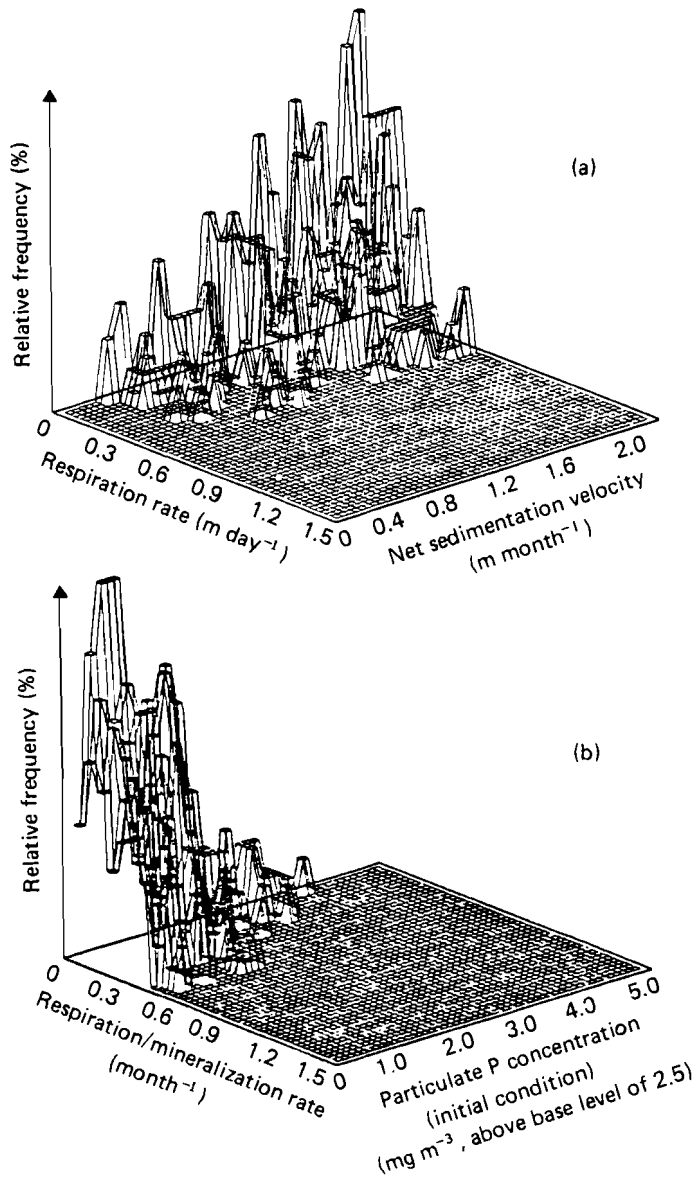 (a)
Relative frequency (%)
0
0.3
0.6
0.9
1.2
1.5
Respiration rate (m day⁻¹)
0
0.4
0.8
1.2
1.6
2.0
Net sedimentation velocity
(m month⁻¹)
(b)
Relative frequency (%)
0
0.3
0.6
0.9
1.2
1.5
Respiration/mineralization rate
(month⁻¹)
0
1.0
2.0
3.0
4.0
5.0
Particulate P concentration
(initial condition)
(mg m⁻³, above base level of 2.5)